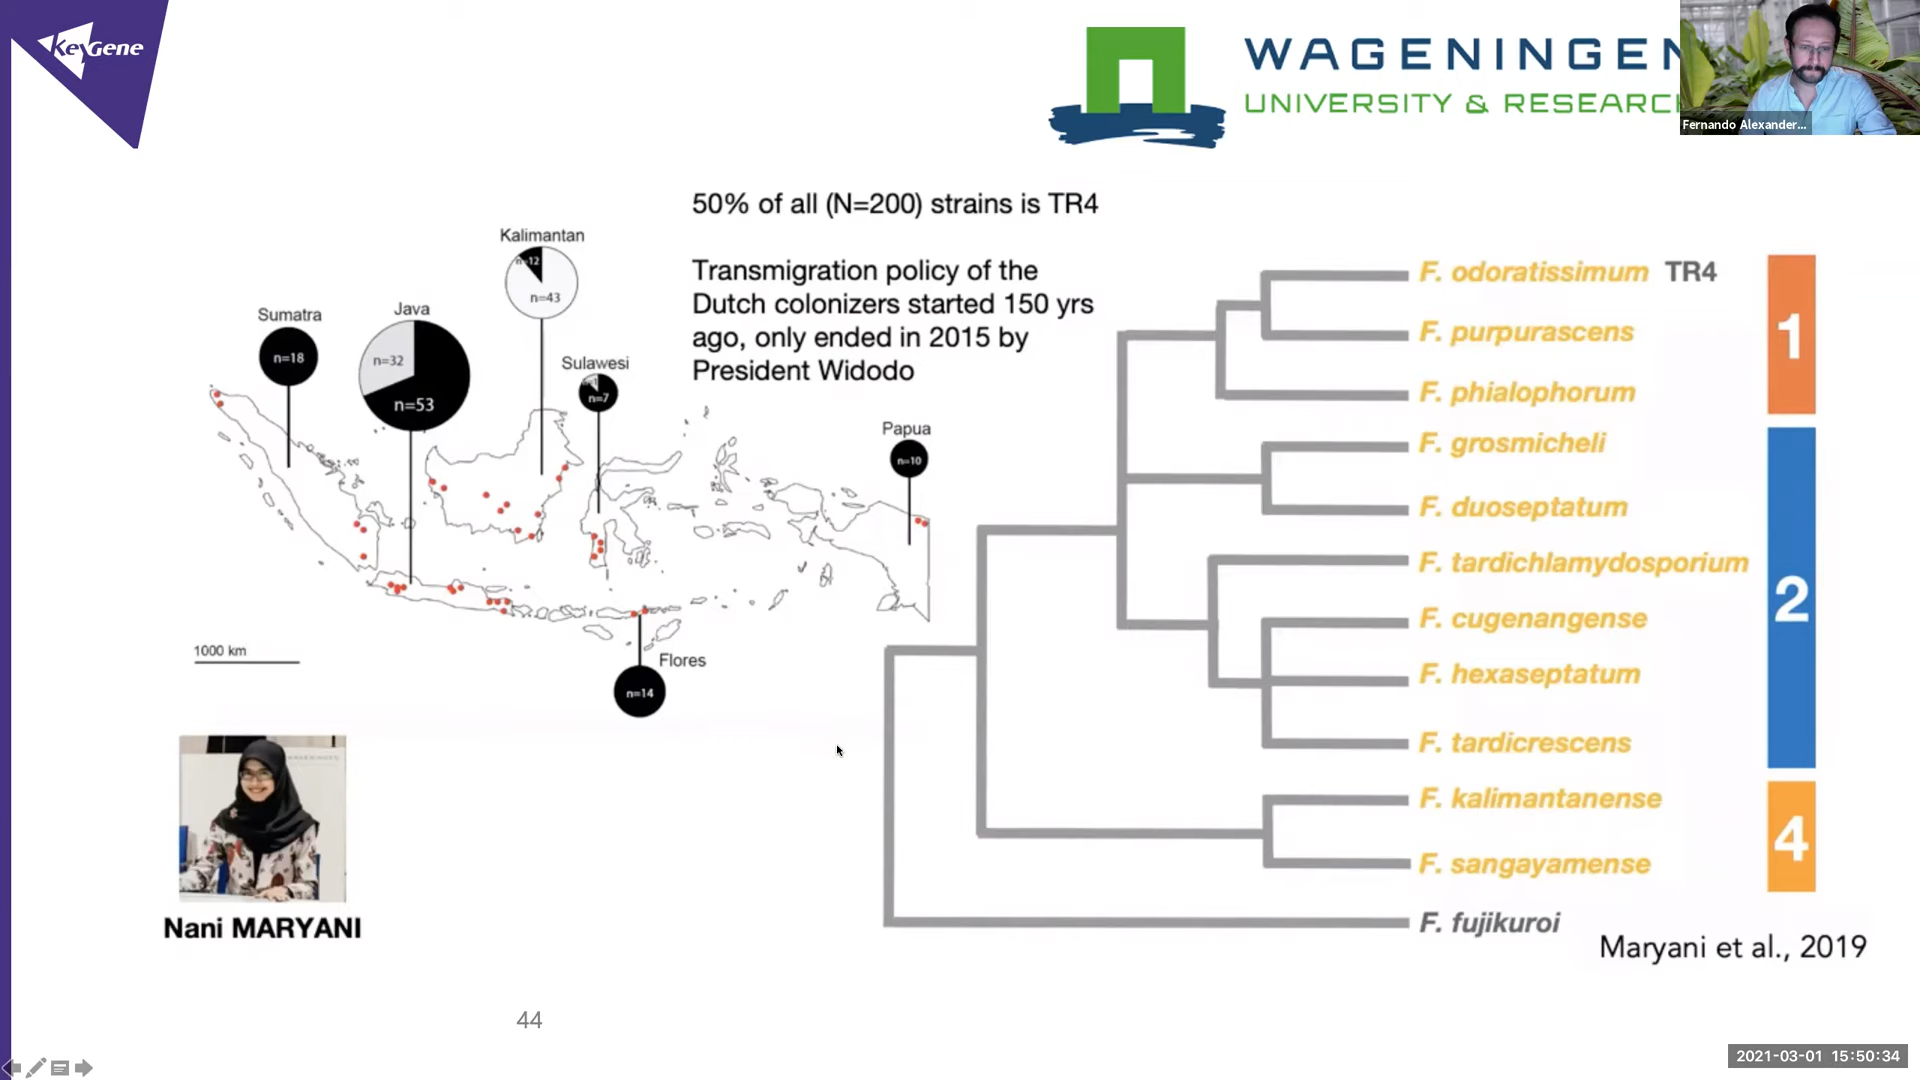 KeyGene
WAGENINGEN
UNIVERSITY & RESEARCH
Fernando Alexander...
50% of all (N=200) strains is TR4
Transmigration policy of the
Dutch colonizers started 150 yrs
ago, only ended in 2015 by
President Widodo
Kalimantan
n=12
n=43
Sumatra
n=18
Java
n=32
n=53
Sulawesi
n=7
Papua
n=10
Flores
n=14
1000 km
Nani MARYANI
F. odoratissimum TR4
F. purpurascens
F. phialophorum
1
F. grosmicheli
F. duoseptatum
F. tardichlamydosporium
F. cugenangense
F. hexaseptatum
F. tardicrescens
2
F. kalimantanense
F. sangayamense
4
F. fujikuroi
Maryani et al., 2019
44
2021-03-01 15:50:34